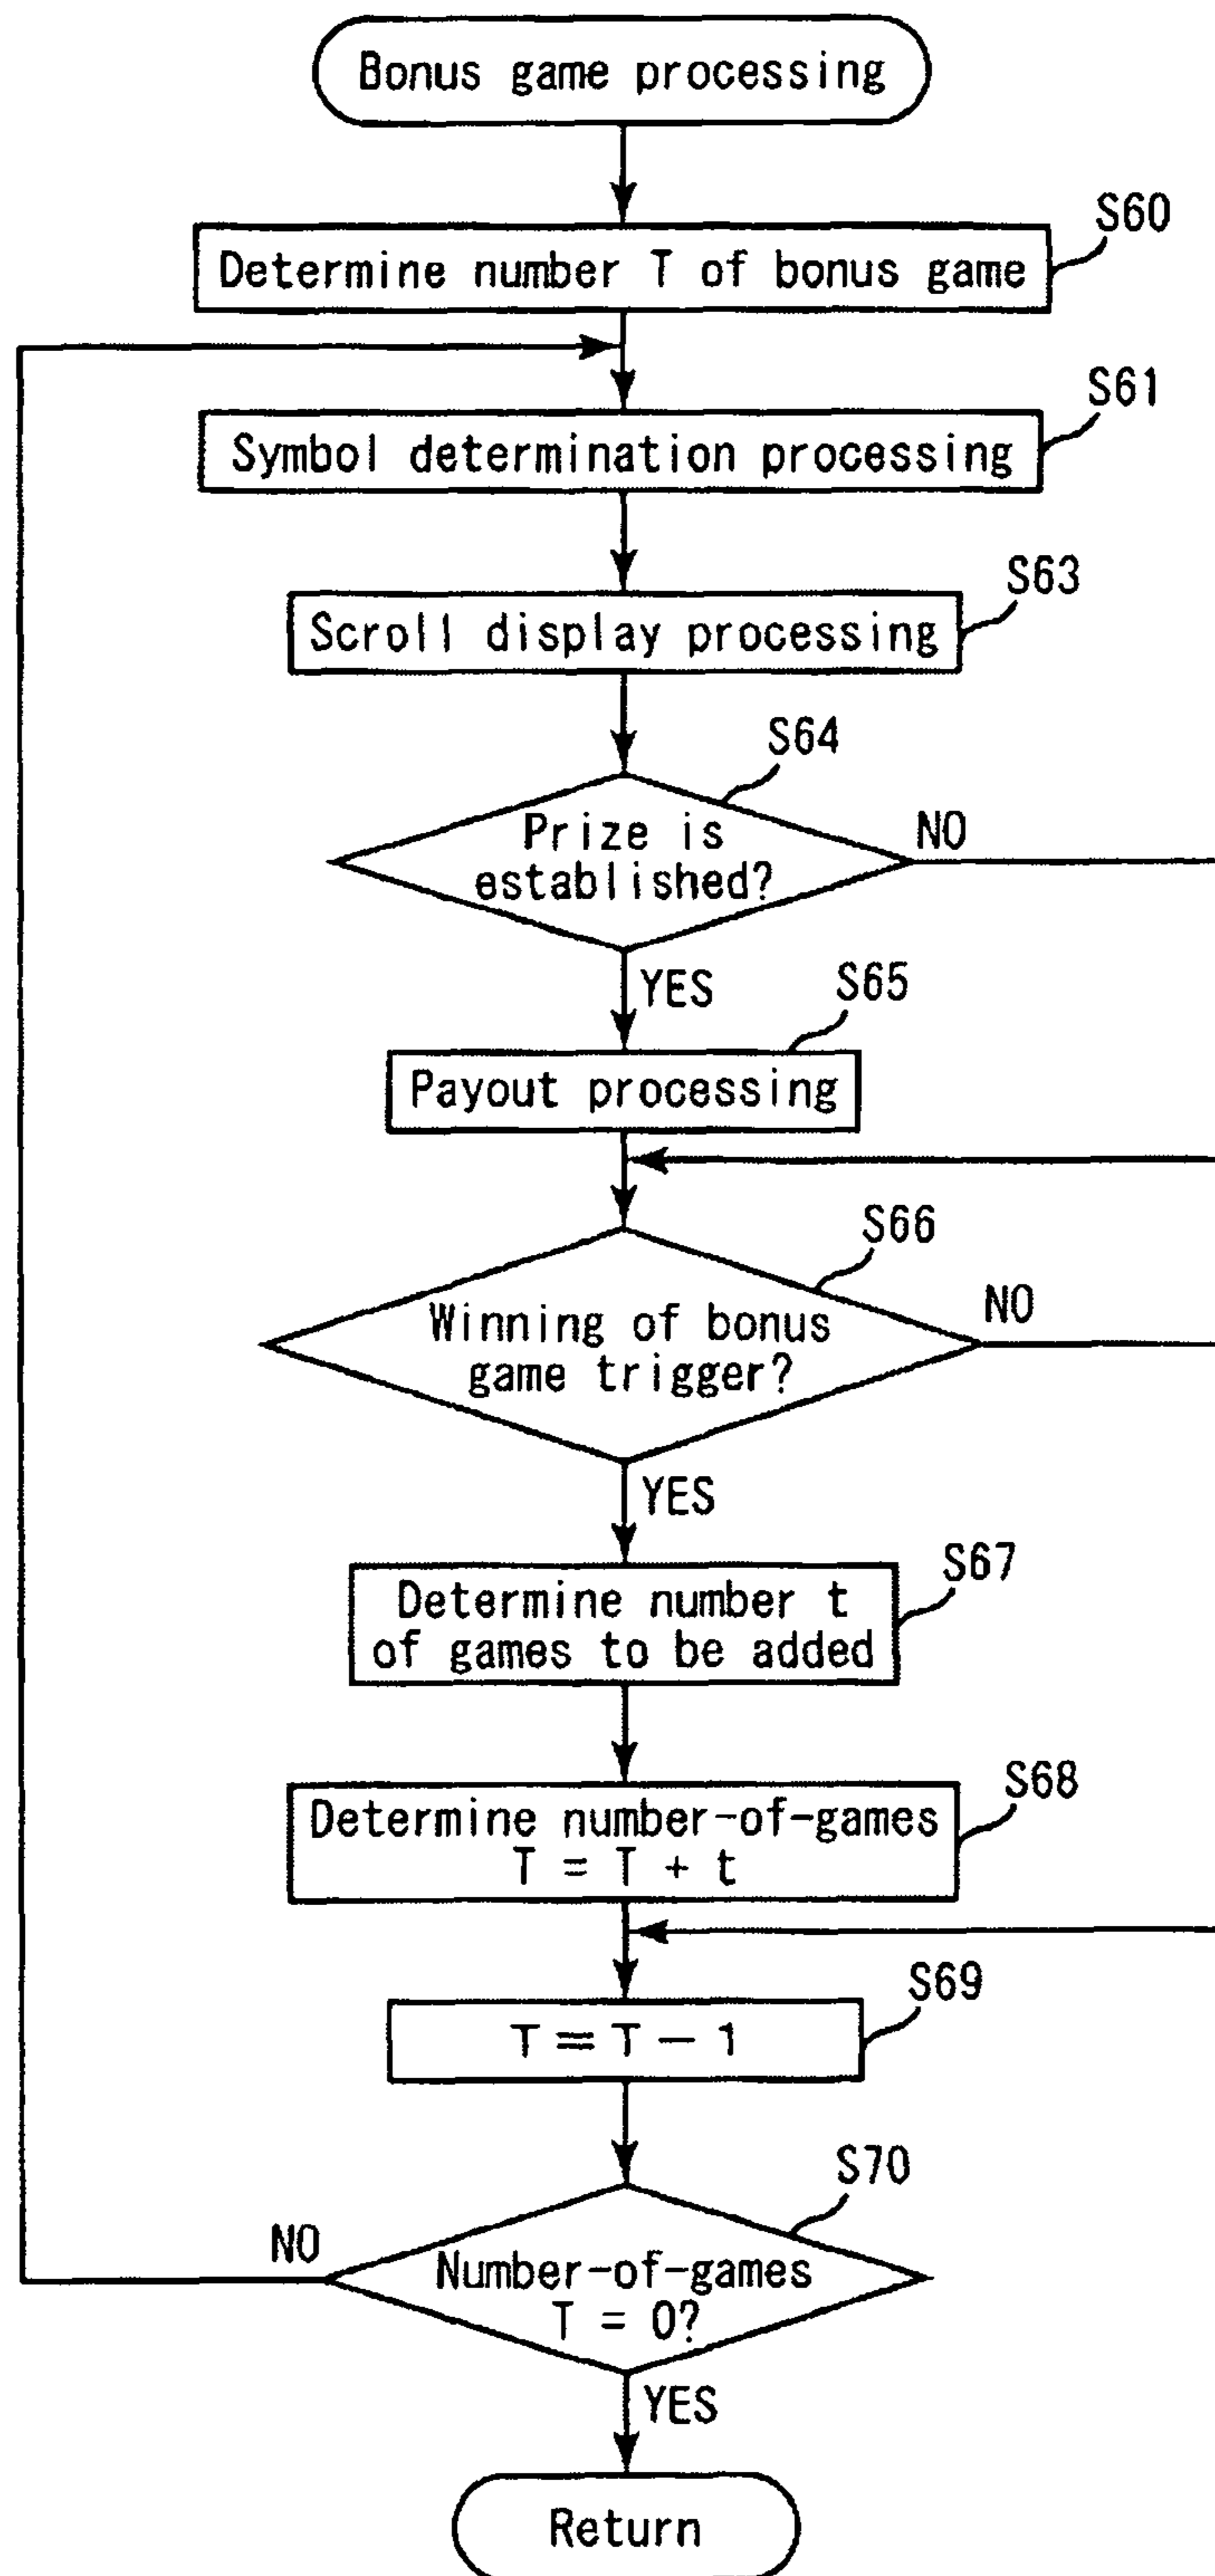 Bonus game processing
S60
Determine number T of bonus game
S61
Symbol determination processing
S63
Scroll display processing
S64
Prize is
established?
NO
YES
S65
Payout processing
S66
Winning of bonus
game trigger?
NO
YES
S67
Determine number t
of games to be added
S68
Determine number-of-games
T = T + t
S69
T = T - 1
S70
Number-of-games
T = 0?
NO
YES
Return